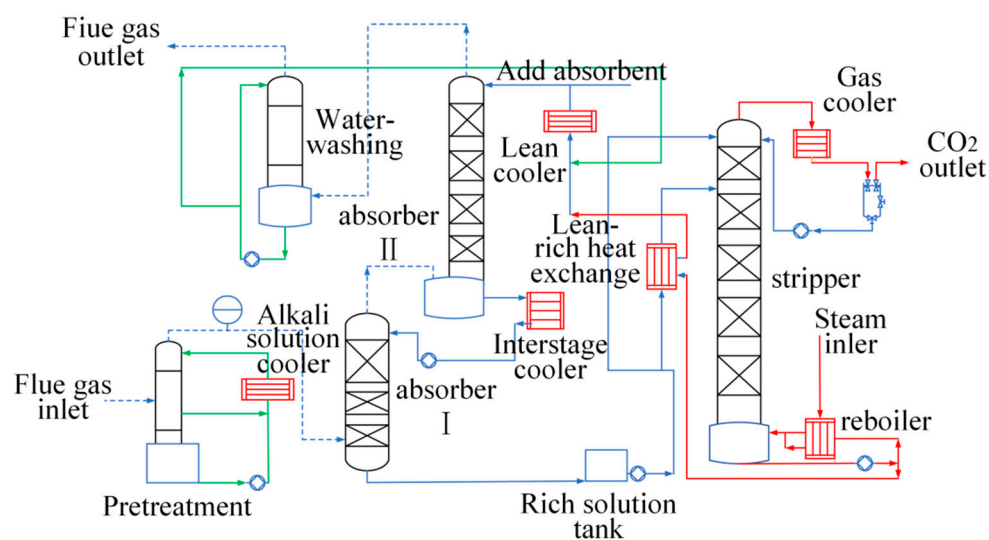 Fiue gas
outlet
Water-
washing
Add absorbent
Lean
cooler
Gas
cooler
CO2
outlet
absorber
II
Lean-
rich heat
exchange
stripper
Steam
inler
Alkali
solution
cooler
Interstage
cooler
absorber
I
Flue gas
inlet
reboiler
Pretreatment
Rich solution
tank